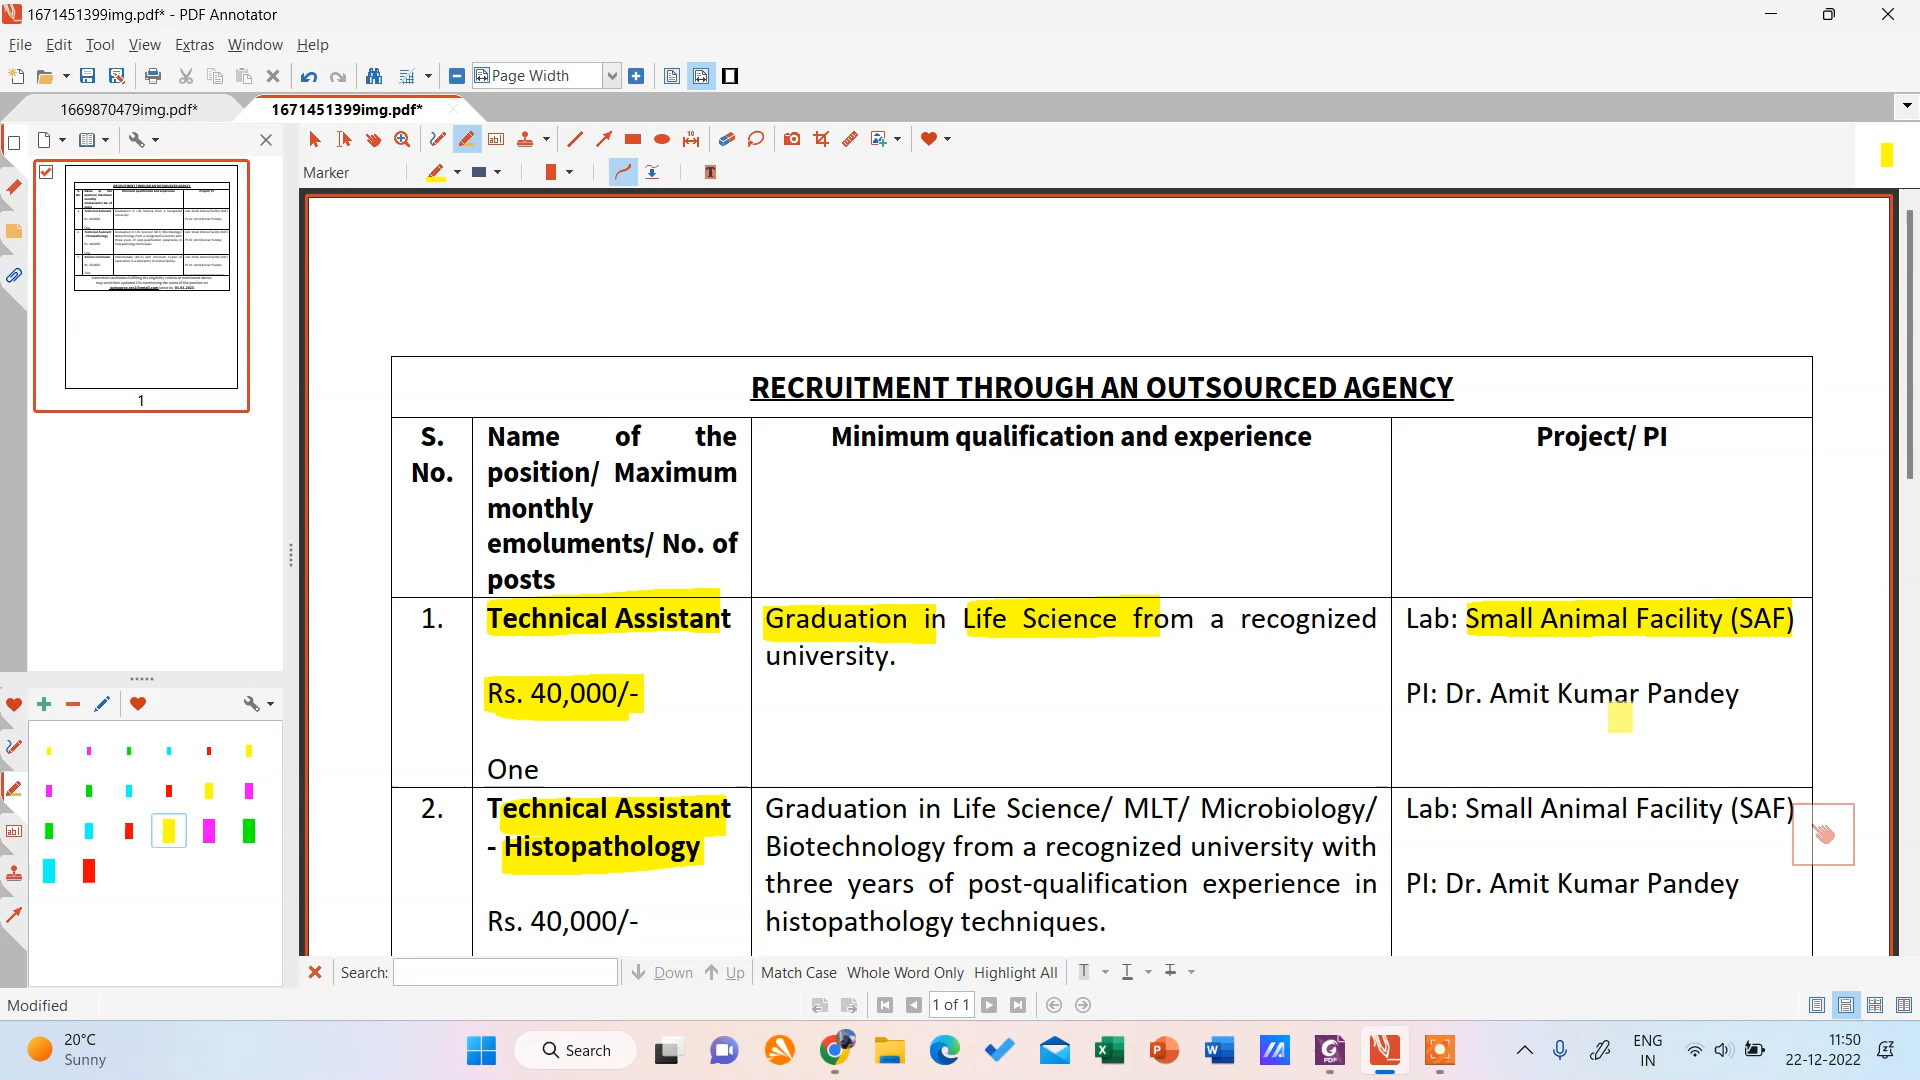 1671451399img.pdf* - PDF Annotator
File Edit Tool View Extras Window Help
Page Width
1669870479img.pdf* 1671451399img.pdf*
Marker
1
RECRUITMENT THROUGH AN OUTSOURCED AGENCY
S. No.
Name of the position/ Maximum monthly emoluments/ No. of posts
Minimum qualification and experience
Project/ PI
1.
Technical Assistant
Rs. 40,000/-
One
Graduation in Life Science from a recognized
university.
Lab: Small Animal Facility (SAF)
PI: Dr. Amit Kumar Pandey
2.
Technical Assistant
- Histopathology
Rs. 40,000/-
Graduation in Life Science/ MLT/ Microbiology/
Biotechnology from a recognized university with
three years of post-qualification experience in
histopathology techniques.
Lab: Small Animal Facility (SAF)
PI: Dr. Amit Kumar Pandey
Search: Down Up Match Case Whole Word Only Highlight All
Modified
1 of 1
20°C
Sunny
Search
ENG
IN
11:50
22-12-2022